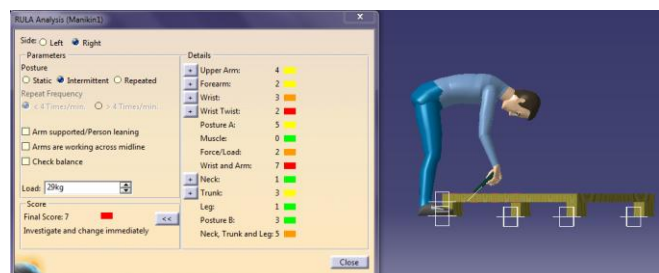 RULA Analysis (Manikin1)
Side: Left Right
Parameters
Posture
Static Intermittent Repeated
Repeat Frequency
< 4 Times/min. > 4 Times/min.
Arm supported/Person leaning
Arms are working across midline
Check balance
Load: 29kg
Score
Final Score: 7 <<
Investigate and change immediately
Details
+ Upper Arm: 4
+ Forearm: 2
+ Wrist: 3
+ Wrist Twist: 2
Posture A: 5
Muscle: 0
Force/Load: 2
Wrist and Arm: 7
+ Neck: 1
+ Trunk: 3
Leg: 1
Posture B: 3
Neck, Trunk and Leg: 5
Close